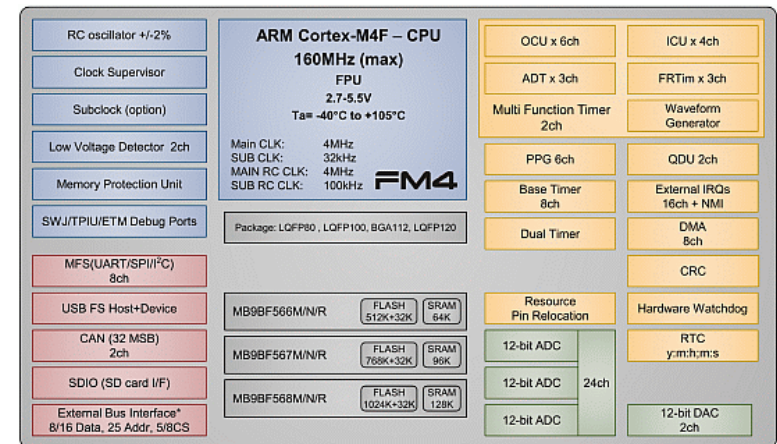 RC oscillator +/-2%
Clock Supervisor
Subclock (option)
Low Voltage Detector 2ch
Memory Protection Unit
SWJ/TPIU/ETM Debug Ports
MFS(UART/SPI/I²C)
8ch
USB FS Host+Device
CAN (32 MSB)
2ch
SDIO (SD card I/F)
External Bus Interface*
8/16 Data, 25 Addr, 5/8CS
ARM Cortex-M4F – CPU
160MHz (max)
FPU
2.7-5.5V
Ta= -40°C to +105°C
Main CLK: 4MHz
SUB CLK: 32kHz
MAIN RC CLK: 4MHz
SUB RC CLK: 100kHz
FM4
Package: LQFP80 , LQFP100, BGA112, LQFP120
MB9BF566M/N/R
FLASH
512K+32K
SRAM
64K
MB9BF567M/N/R
FLASH
768K+32K
SRAM
96K
MB9BF568M/N/R
FLASH
1024K+32K
SRAM
128K
OCU x 6ch
ICU x 4ch
ADT x 3ch
FRTim x 3ch
Multi Function Timer
2ch
Waveform
Generator
PPG 6ch
QDU 2ch
Base Timer
8ch
External IRQs
16ch + NMI
Dual Timer
DMA
8ch
CRC
Resource
Pin Relocation
Hardware Watchdog
12-bit ADC
12-bit ADC
12-bit ADC
24ch
RTC
y:m:h;m:s
12-bit DAC
2ch